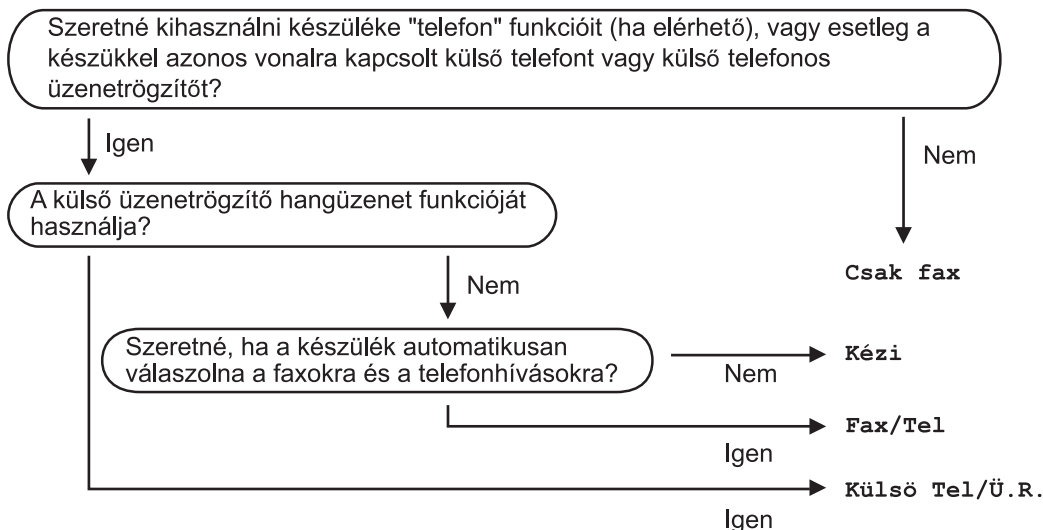 Szeretné kihasználni készüléke "telefon" funkcióit (ha elérhető), vagy esetleg a
készükkel azonos vonalra kapcsolt külső telefont vagy külső telefonos
üzenetrögzítőt?
Igen
Nem
A külső üzenetrögzítő hangüzenet funkcióját
használja?
Csak fax
Nem
Szeretné, ha a készülék automatikusan
válaszolna a faxokra és a telefonhívásokra?
Kézi
Nem
Fax/Tel
Igen
Külsö Tel/Ü.R.
Igen